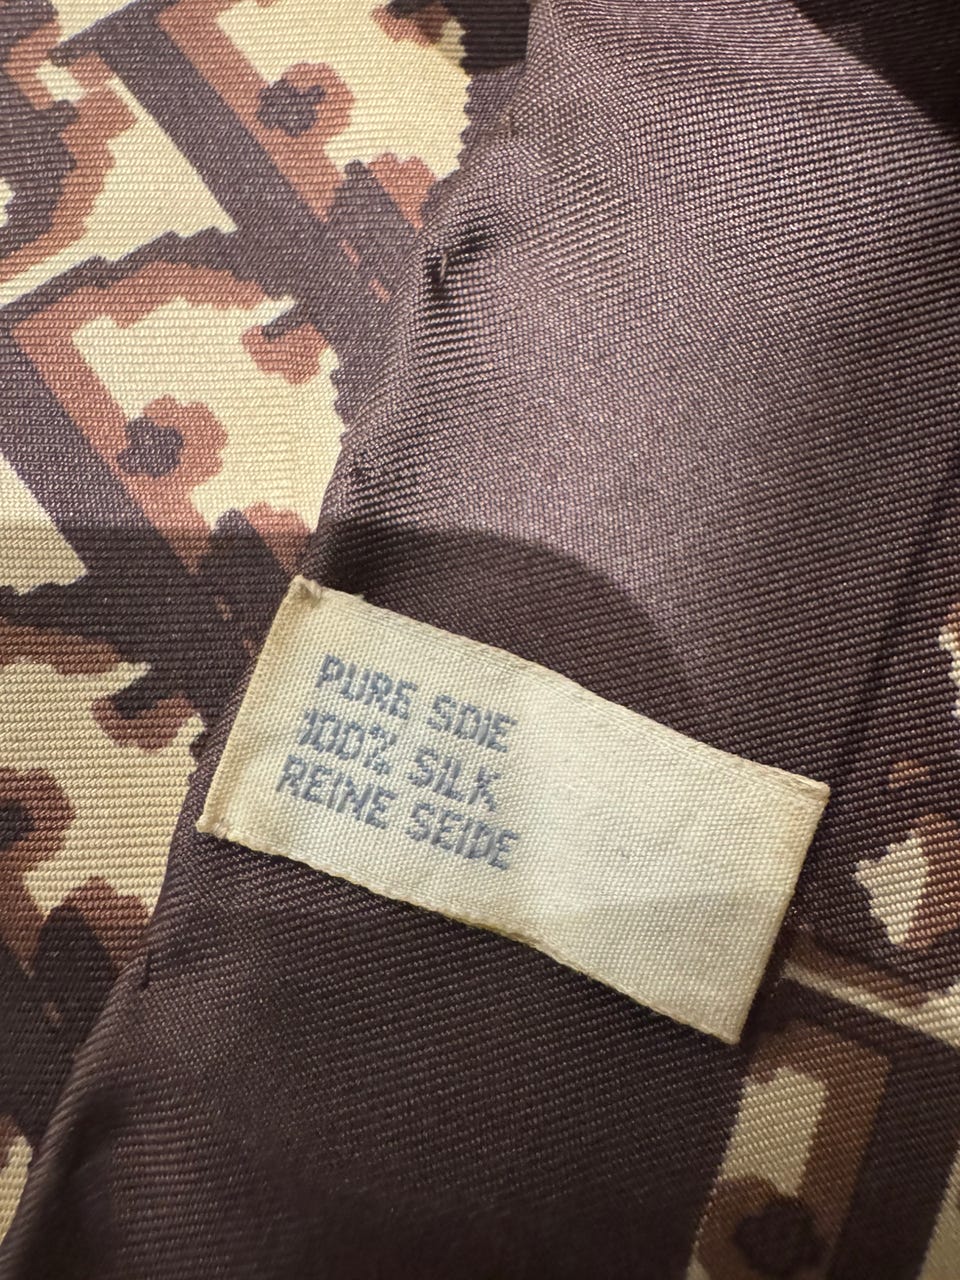 PURE SOIE
100% SILK
REINE SEIDE